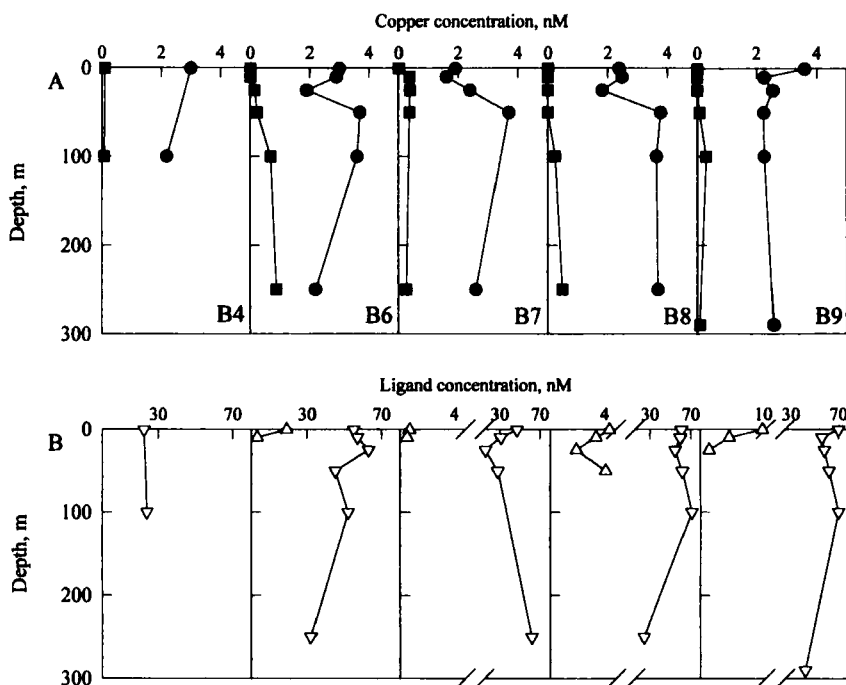 Copper concentration, nM
0 2 4 0 2 4 0 2 4 0 2 4 0 2 4
A
0
100
200
300
Depth, m
B4 B6 B7 B8 B9
Ligand concentration, nM
30 70 30 70 4 30 70 4 30 70 10 30 70
B
0
100
200
300
Depth, m